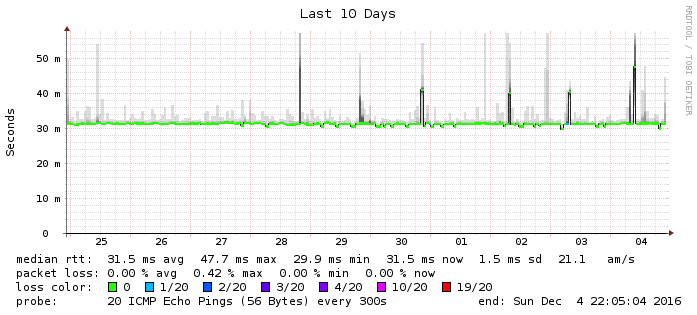 Last 10 Days
RRDTOOL / TOBI OETIKER
Seconds
50 m
40 m
30 m
20 m
10 m
0
25 26 27 28 29 30 01 02 03 04
median rtt: 31.5 ms avg 47.7 ms max 29.9 ms min 31.5 ms now 1.5 ms sd 21.1 am/s
packet loss: 0.00 % avg 0.42 % max 0.00 % min 0.00 % now
loss color: 0 1/20 2/20 3/20 4/20 10/20 19/20
probe: 20 ICMP Echo Pings (56 Bytes) every 300s end: Sun Dec 4 22:05:04 2016